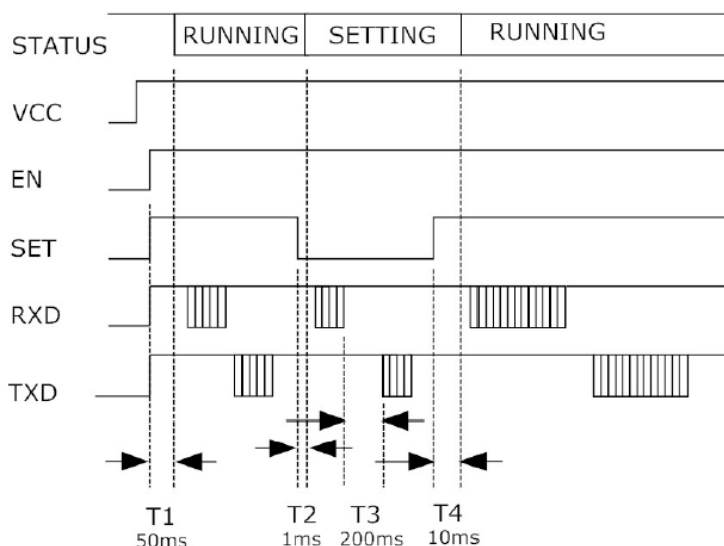 STATUS RUNNING SETTING RUNNING
VCC
EN
SET
RXD
TXD
T1 T2 T3 T4
50ms 1ms 200ms 10ms